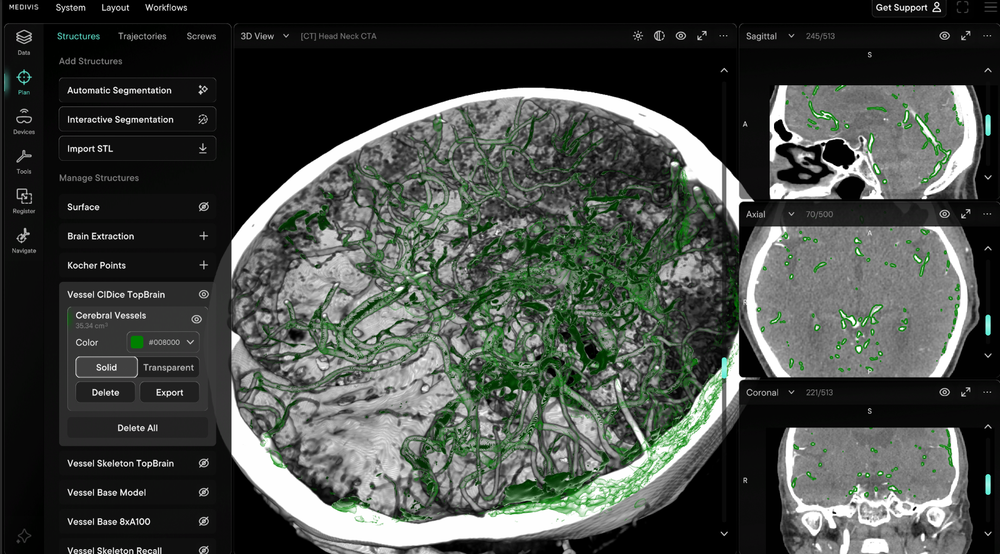 MEDIVIS
System
Layout
Workflows
Get Support
Data
Plan
Devices
Tools
Register
Navigate
Structures
Trajectories
Screws
Add Structures
Automatic Segmentation
Interactive Segmentation
Import STL
Manage Structures
Surface
Brain Extraction
Kocher Points
Vessel ClDice TopBrain
Cerebral Vessels
35.34 cm³
Color
#008000
Solid
Transparent
Delete
Export
Delete All
Vessel Skeleton TopBrain
Vessel Base Model
Vessel Base 8xA100
Vessel Skeleton Recall
3D View
[CT] Head Neck CTA
Sagittal
245/513
S
A
Axial
70/500
A
R
P
Coronal
221/513
S
R